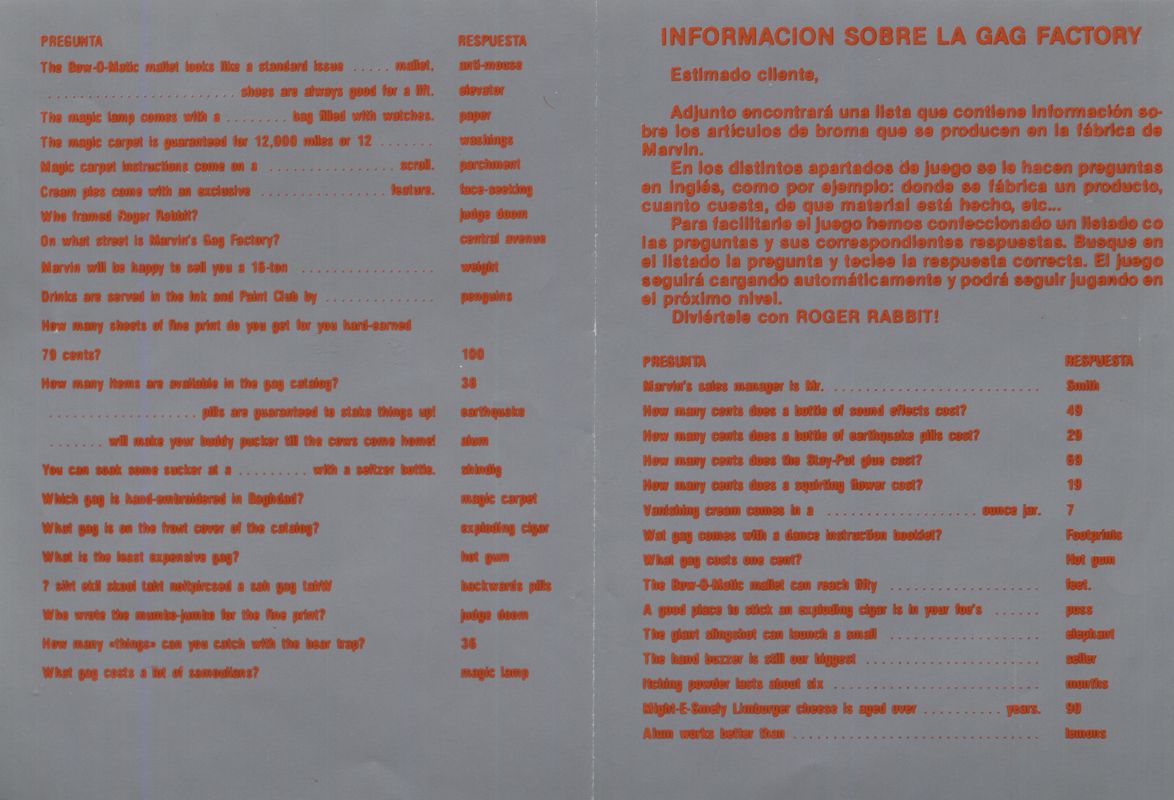 PREGUNTA RESPUESTA
The Bow-O-Matic mallet looks like a standard issue ..... mallet. anti-mouse
........................ shoes are always good for a lift. elevator
The magic lamp comes with a ........ bag filled with watches. paper
The magic carpet is guaranteed for 12,000 miles or 12 ....... washings
Magic carpet instructions come on a ................ scroll. parchment
Cream pies come with an exclusive ................ feature. face-seeking
Who framed Roger Rabbit? judge doom
On what street is Marvin's Gag Factory? central avenue
Marvin will be happy to sell you a 16-ton ................. weight
Drinks are served in the Ink and Paint Club by .............. penguins
How many sheets of fine print do you get for you hard-earned
79 cents? 100
How many items are available in the gag catalog? 38
................... pills are guaranteed to stake things up! earthquake
....... will make your buddy pucker till the cows come home! alum
You can soak some sucker at a ......... with a seltzer bottle. shindig
Which gag is hand-embroidered in Baghdad? magic carpet
What gag is on the front cover of the catalog? exploding cigar
What is the least expensive gag? hot gum
? siht ekil skool taht noitpircsed a sah gag tahW backwards pills
Who wrote the mumbo-jumbo for the fine print? judge doom
How many «things» can you catch with the bear trap? 36
What gag costs a lot of samoulians? magic lamp
INFORMACION SOBRE LA GAG FACTORY
Estimado cliente,
Adjunto encontrará una lista que contiene información so-
bre los artículos de broma que se producen en la fábrica de
Marvin.
En los distintos apartados de juego se le hacen preguntas
en inglés, como por ejemplo: donde se fábrica un producto,
cuanto cuesta, de que material está hecho, etc...
Para facilitarle el juego hemos confeccionado un listado co
las preguntas y sus correspondientes respuestas. Busque en
el listado la pregunta y teclee la respuesta correcta. El juego
seguirá cargando automáticamente y podrá seguir jugando en
el próximo nivel.
Diviértele con ROGER RABBIT!
PREGUNTA RESPUESTA
Marvin's sales manager is Mr. .......................... Smith
How many cents does a bottle of sound effects cost? 49
How many cents does a bottle of earthquake pills cost? 29
How many cents does the Stay-Put glue cost? 69
How many cents does a squirting flower cost? 19
Vanishing cream comes in a ................... ounce jar. 7
Wat gag comes with a dance instruction booklet? Footprints
What gag costs one cent? Hot gum
The Bow-O-Matic mallet can reach fifty ................... feet.
A good place to stick an exploding cigar is in your foe's ...... puss
The giant slingshot can launch a small ..................... elephant
The hand buzzer is still our biggest ...................... seller
Itching powder lasts about six .......................... months
Might-E-Smely Limburger cheese is aged over .......... years. 90
Alum works better than ............................... lemons